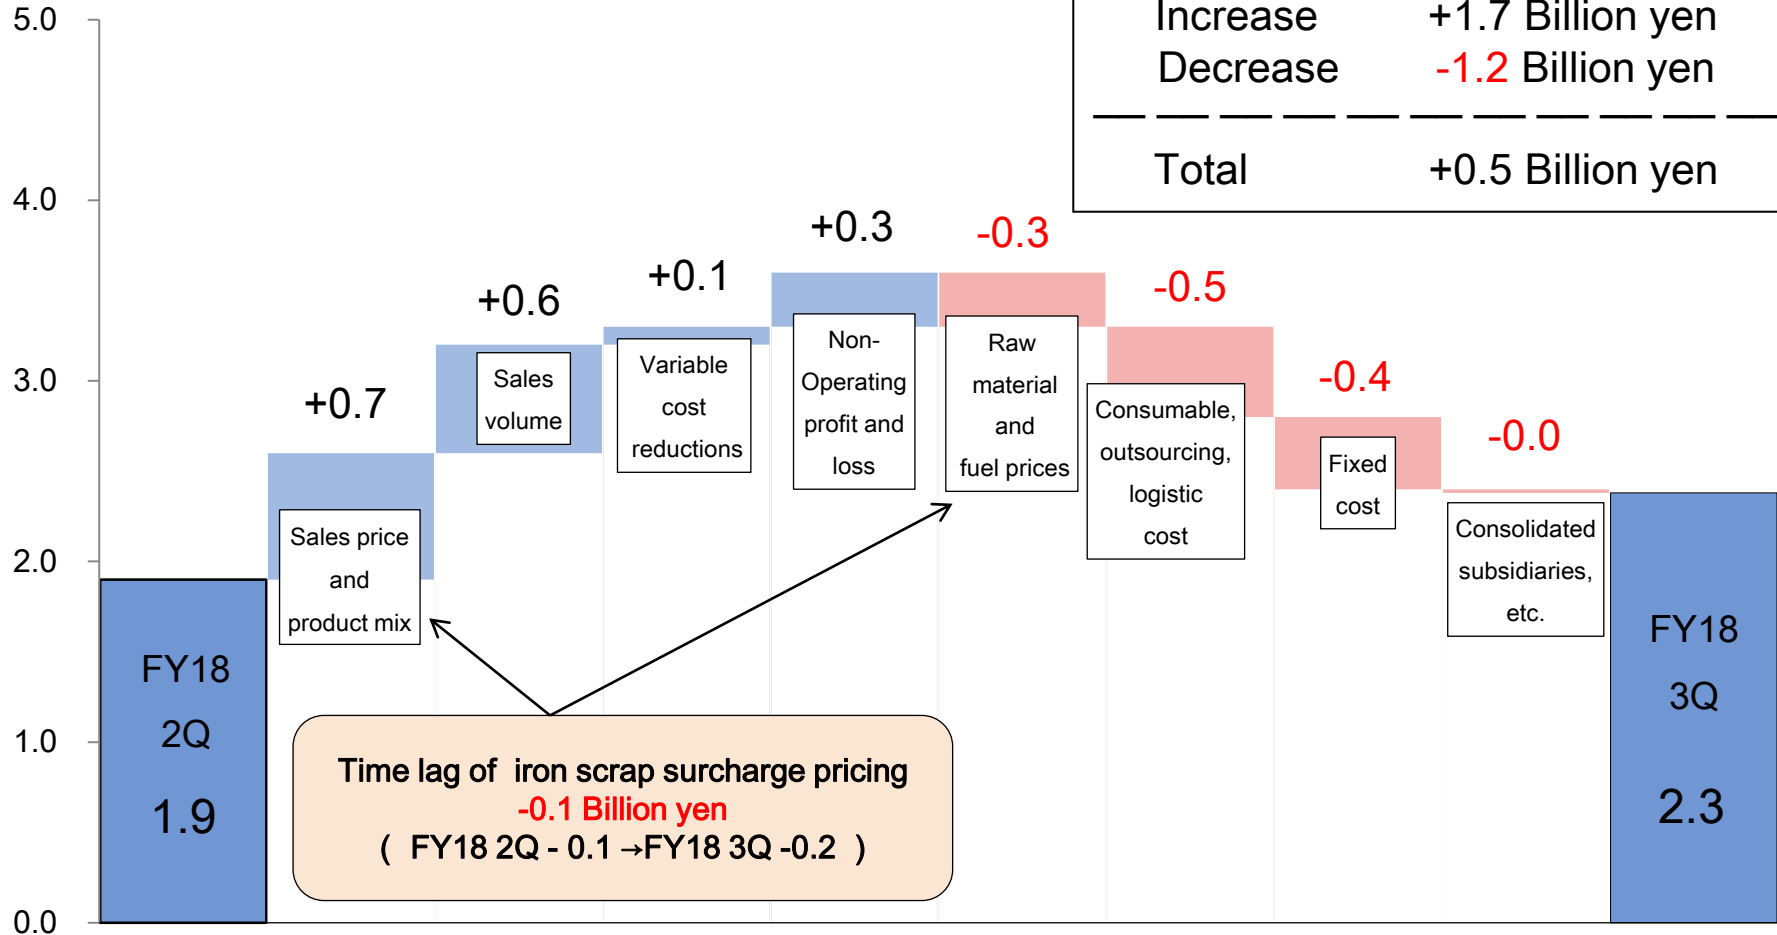 5.0
4.0
3.0
2.0
1.0
0.0
Increase +1.7 Billion yen
Decrease -1.2 Billion yen
Total +0.5 Billion yen
FY18
2Q
1.9
+0.7
Sales price
and
product mix
+0.6
Sales
volume
+0.1
Variable
cost
reductions
+0.3
Non-
Operating
profit and
loss
-0.3
Raw
material
and
fuel prices
-0.5
Consumable,
outsourcing,
logistic
cost
-0.4
Fixed
cost
-0.0
Consolidated
subsidiaries,
etc.
FY18
3Q
2.3
Time lag of iron scrap surcharge pricing
-0.1 Billion yen
( FY18 2Q - 0.1 →FY18 3Q -0.2 )